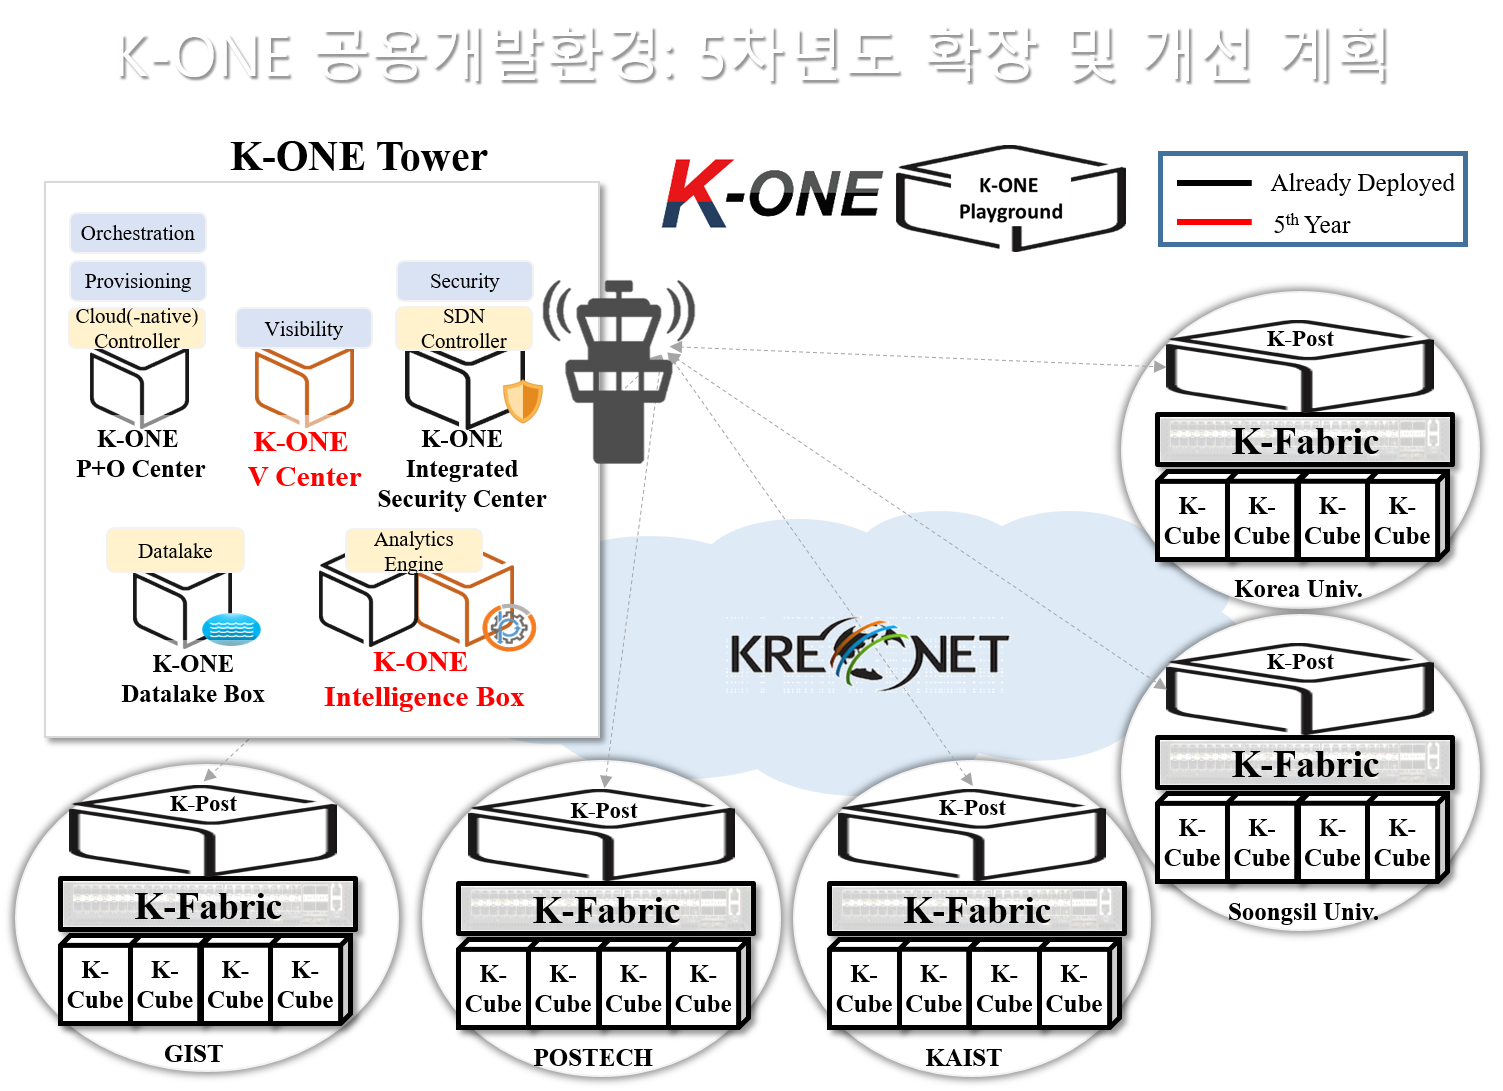 K-ONE 공용개발환경: 5차년도 확장 및 개선 계획
K-ONE Tower
K-ONE
K-ONE
Playground
Already Deployed
5th Year
Orchestration
Provisioning
Cloud(-native)
Controller
K-ONE
P+O Center
Visibility
K-ONE
V Center
Security
SDN
Controller
K-ONE
Integrated
Security Center
Datalake
K-ONE
Datalake Box
Analytics
Engine
K-ONE
Intelligence Box
KREONET
K-Post
K-Fabric
K-
Cube
K-
Cube
K-
Cube
K-
Cube
Korea Univ.
K-Post
K-Fabric
K-
Cube
K-
Cube
K-
Cube
K-
Cube
Soongsil Univ.
K-Post
K-Fabric
K-
Cube
K-
Cube
K-
Cube
K-
Cube
GIST
K-Post
K-Fabric
K-
Cube
K-
Cube
K-
Cube
K-
Cube
POSTECH
K-Post
K-Fabric
K-
Cube
K-
Cube
K-
Cube
K-
Cube
KAIST